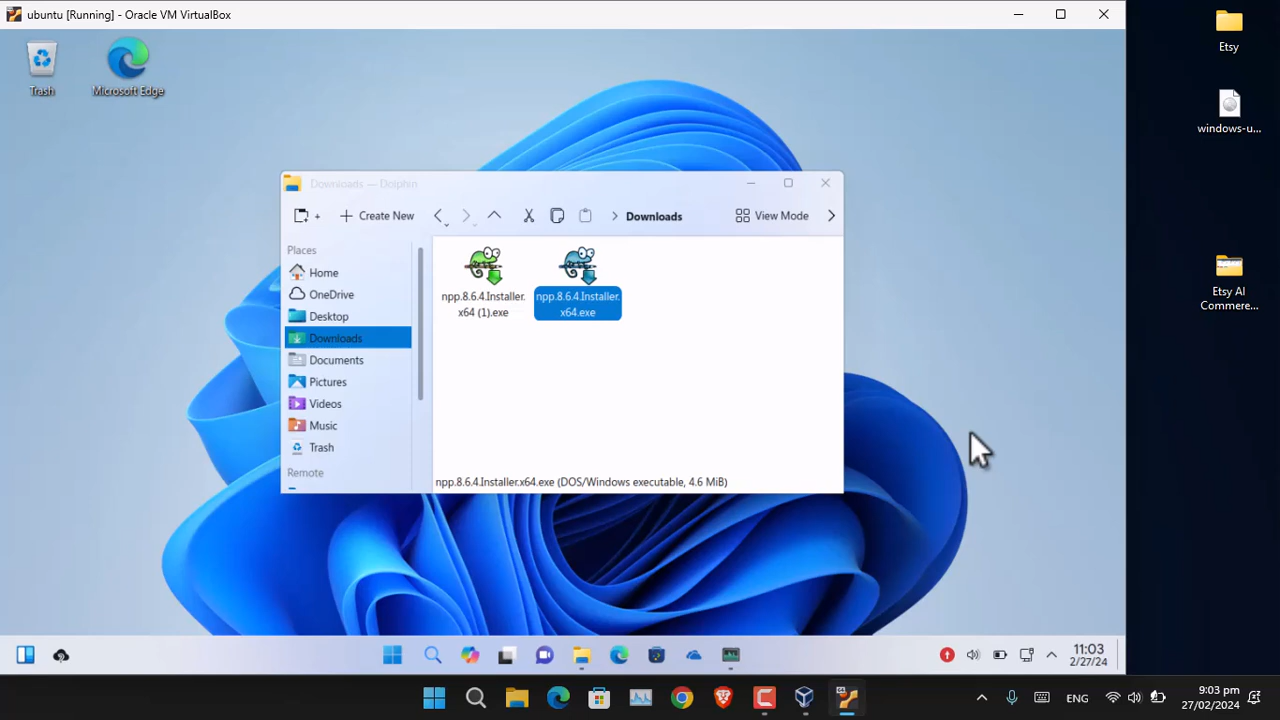 ubuntu [Running] - Oracle VM VirtualBox
Trash
Microsoft Edge
Etsy
windows-u...
Etsy AI
Commere...
Downloads — Dolphin
Create New
Downloads
View Mode
Places
Home
OneDrive
Desktop
Downloads
Documents
Pictures
Videos
Music
Trash
Remote
npp.8.6.4.Installer.
x64 (1).exe
npp.8.6.4.Installer.
x64.exe
npp.8.6.4.Installer.x64.exe (DOS/Windows executable, 4.6 MiB)
11:03
2/27/24
ENG
9:03 pm
27/02/2024